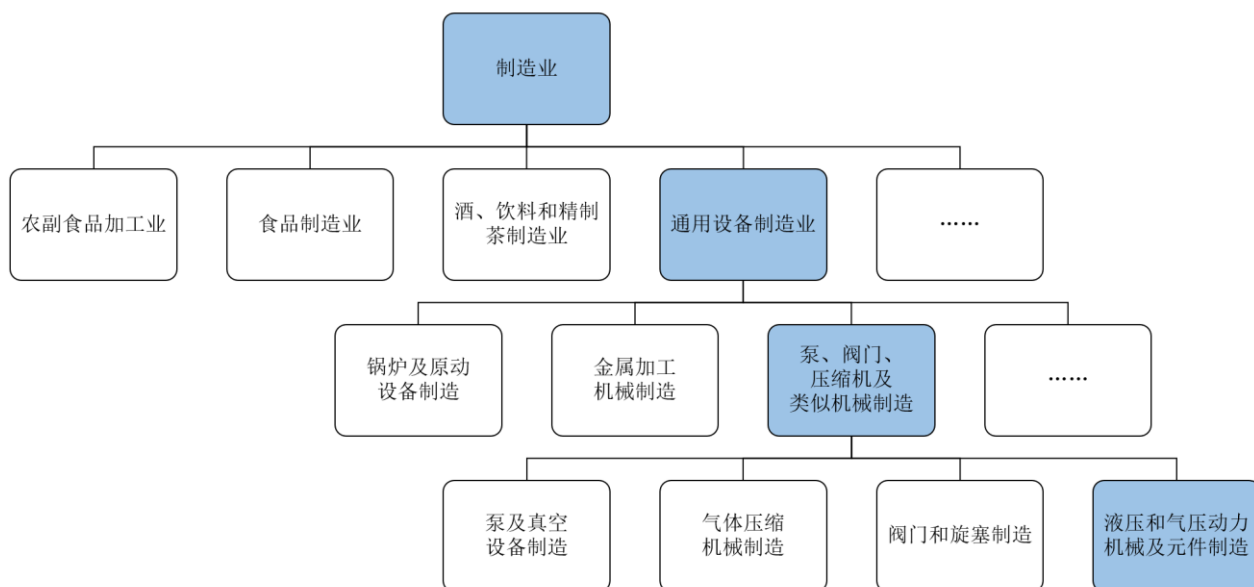 制造业
农副食品加工业
食品制造业
酒、饮料和精制
茶制造业
通用设备制造业
……
锅炉及原动
设备制造
金属加工
机械制造
泵、阀门、
压缩机及
类似机械制造
……
泵及真空
设备制造
气体压缩
机械制造
阀门和旋塞制造
液压和气压动力
机械及元件制造